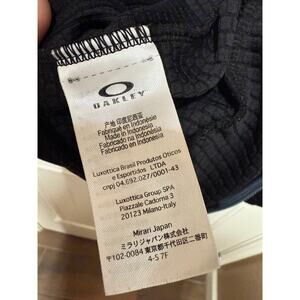 OAKLEY
产地 印度尼西亚
Fabriqué en Indonésie
Made in Indonesia
Fabricado na Indonésia
Fabricado en Indonesia
Luxottica Brasil Produtos Óticos
e Esportidos LTDA
cnpj 04.692.027/0001-43
Luxottica Group SPA
Piazzale Cadorna 3
20123 Milano-Italy
Mirari Japan
ミラリジャパン株式会社
〒102-0084 東京都千代田区二番町
4-5 7F